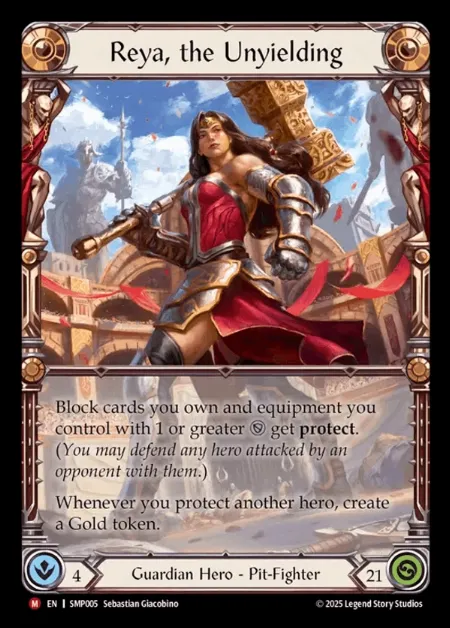 Reya, the Unyielding
Block cards you own and equipment you
control with 1 or greater get protect.
(You may defend any hero attacked by an
opponent with them.)
Whenever you protect another hero, create
a Gold token.
4
Guardian Hero - Pit-Fighter
21
M EN | SMP005 Sebastian Giacobino
© 2025 Legend Story Studios